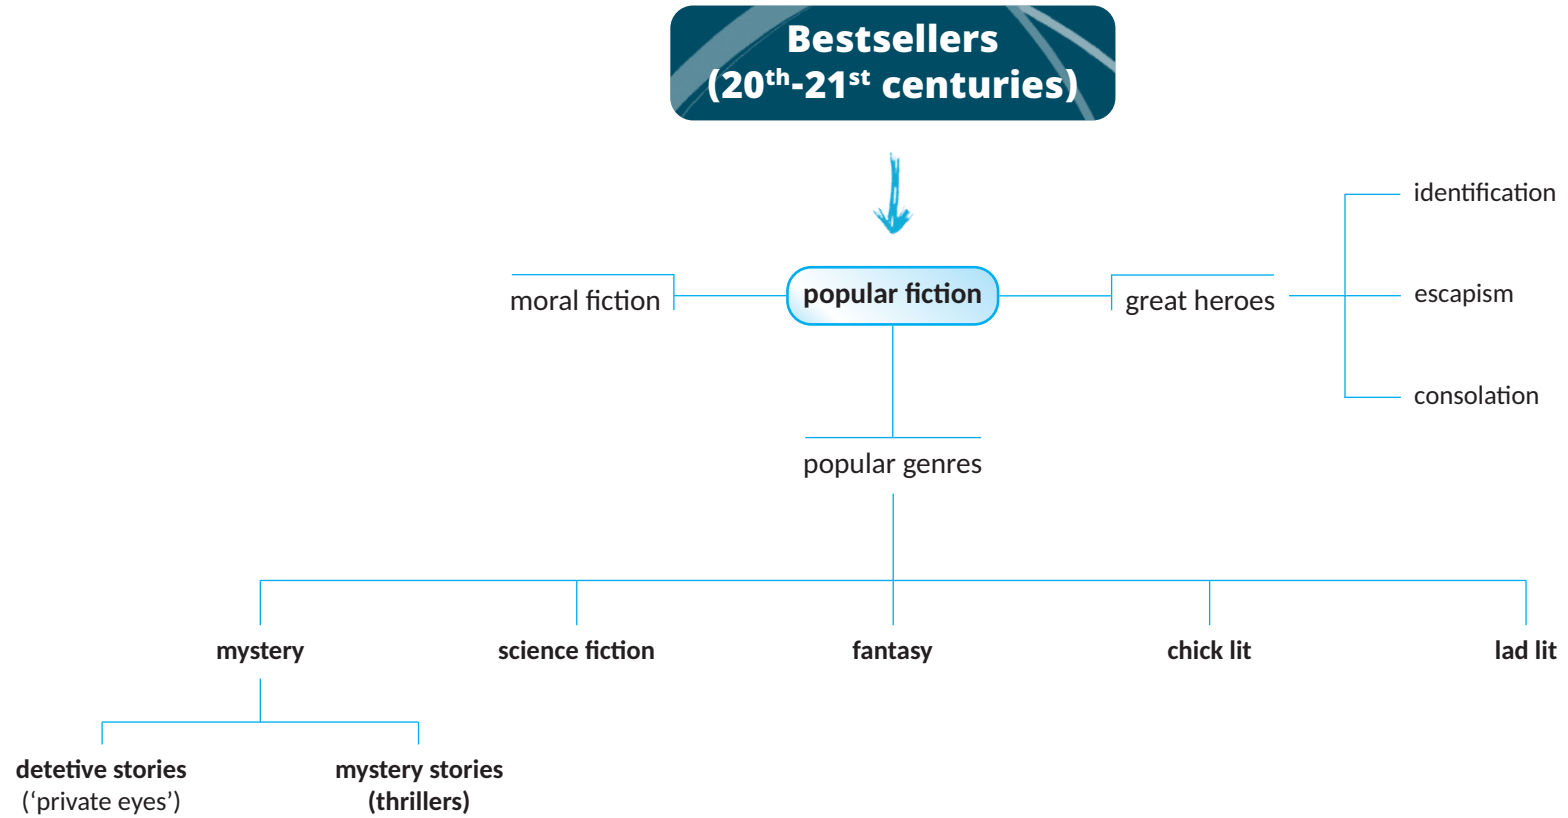 Bestsellers
(20th-21st centuries)
identification
moral fiction
popular fiction
great heroes
escapism
consolation
popular genres
mystery
science fiction
fantasy
chick lit
lad lit
detetive stories
(‘private eyes’)
mystery stories
(thrillers)